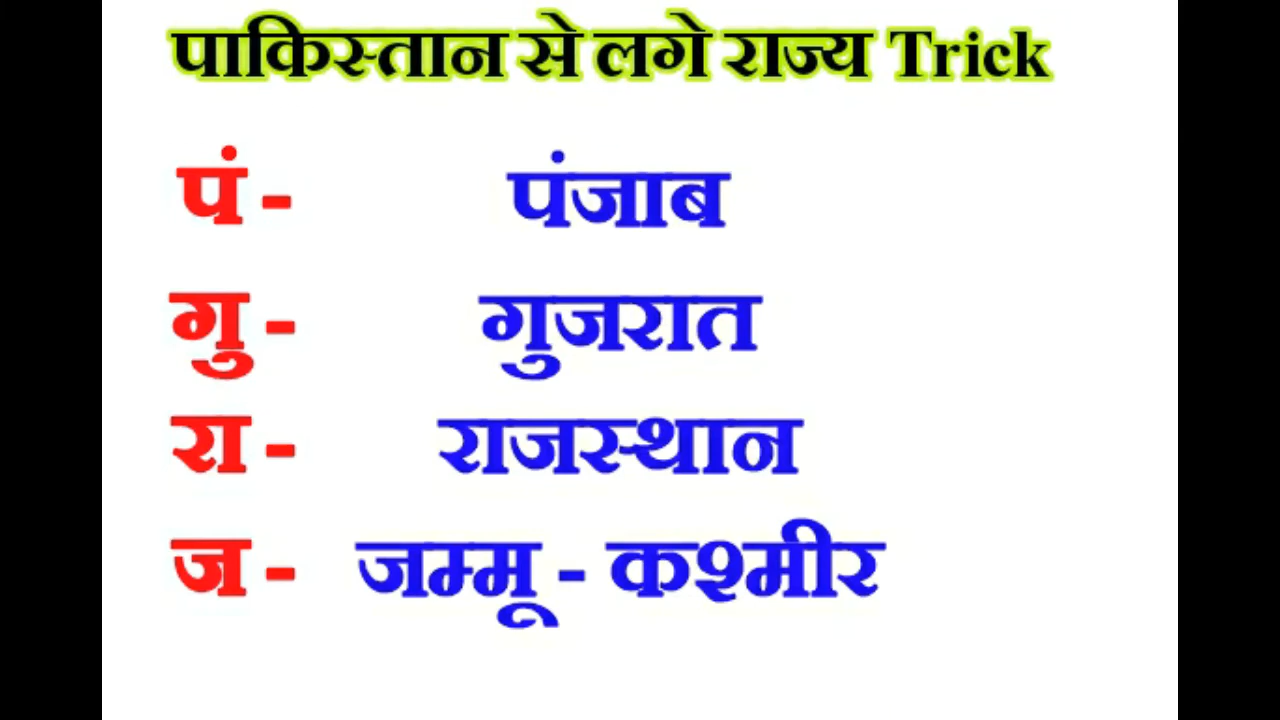 पाकिस्तान से लगे राज्य Trick
पं - पंजाब
गु - गुजरात
रा - राजस्थान
ज - जम्मू - कश्मीर